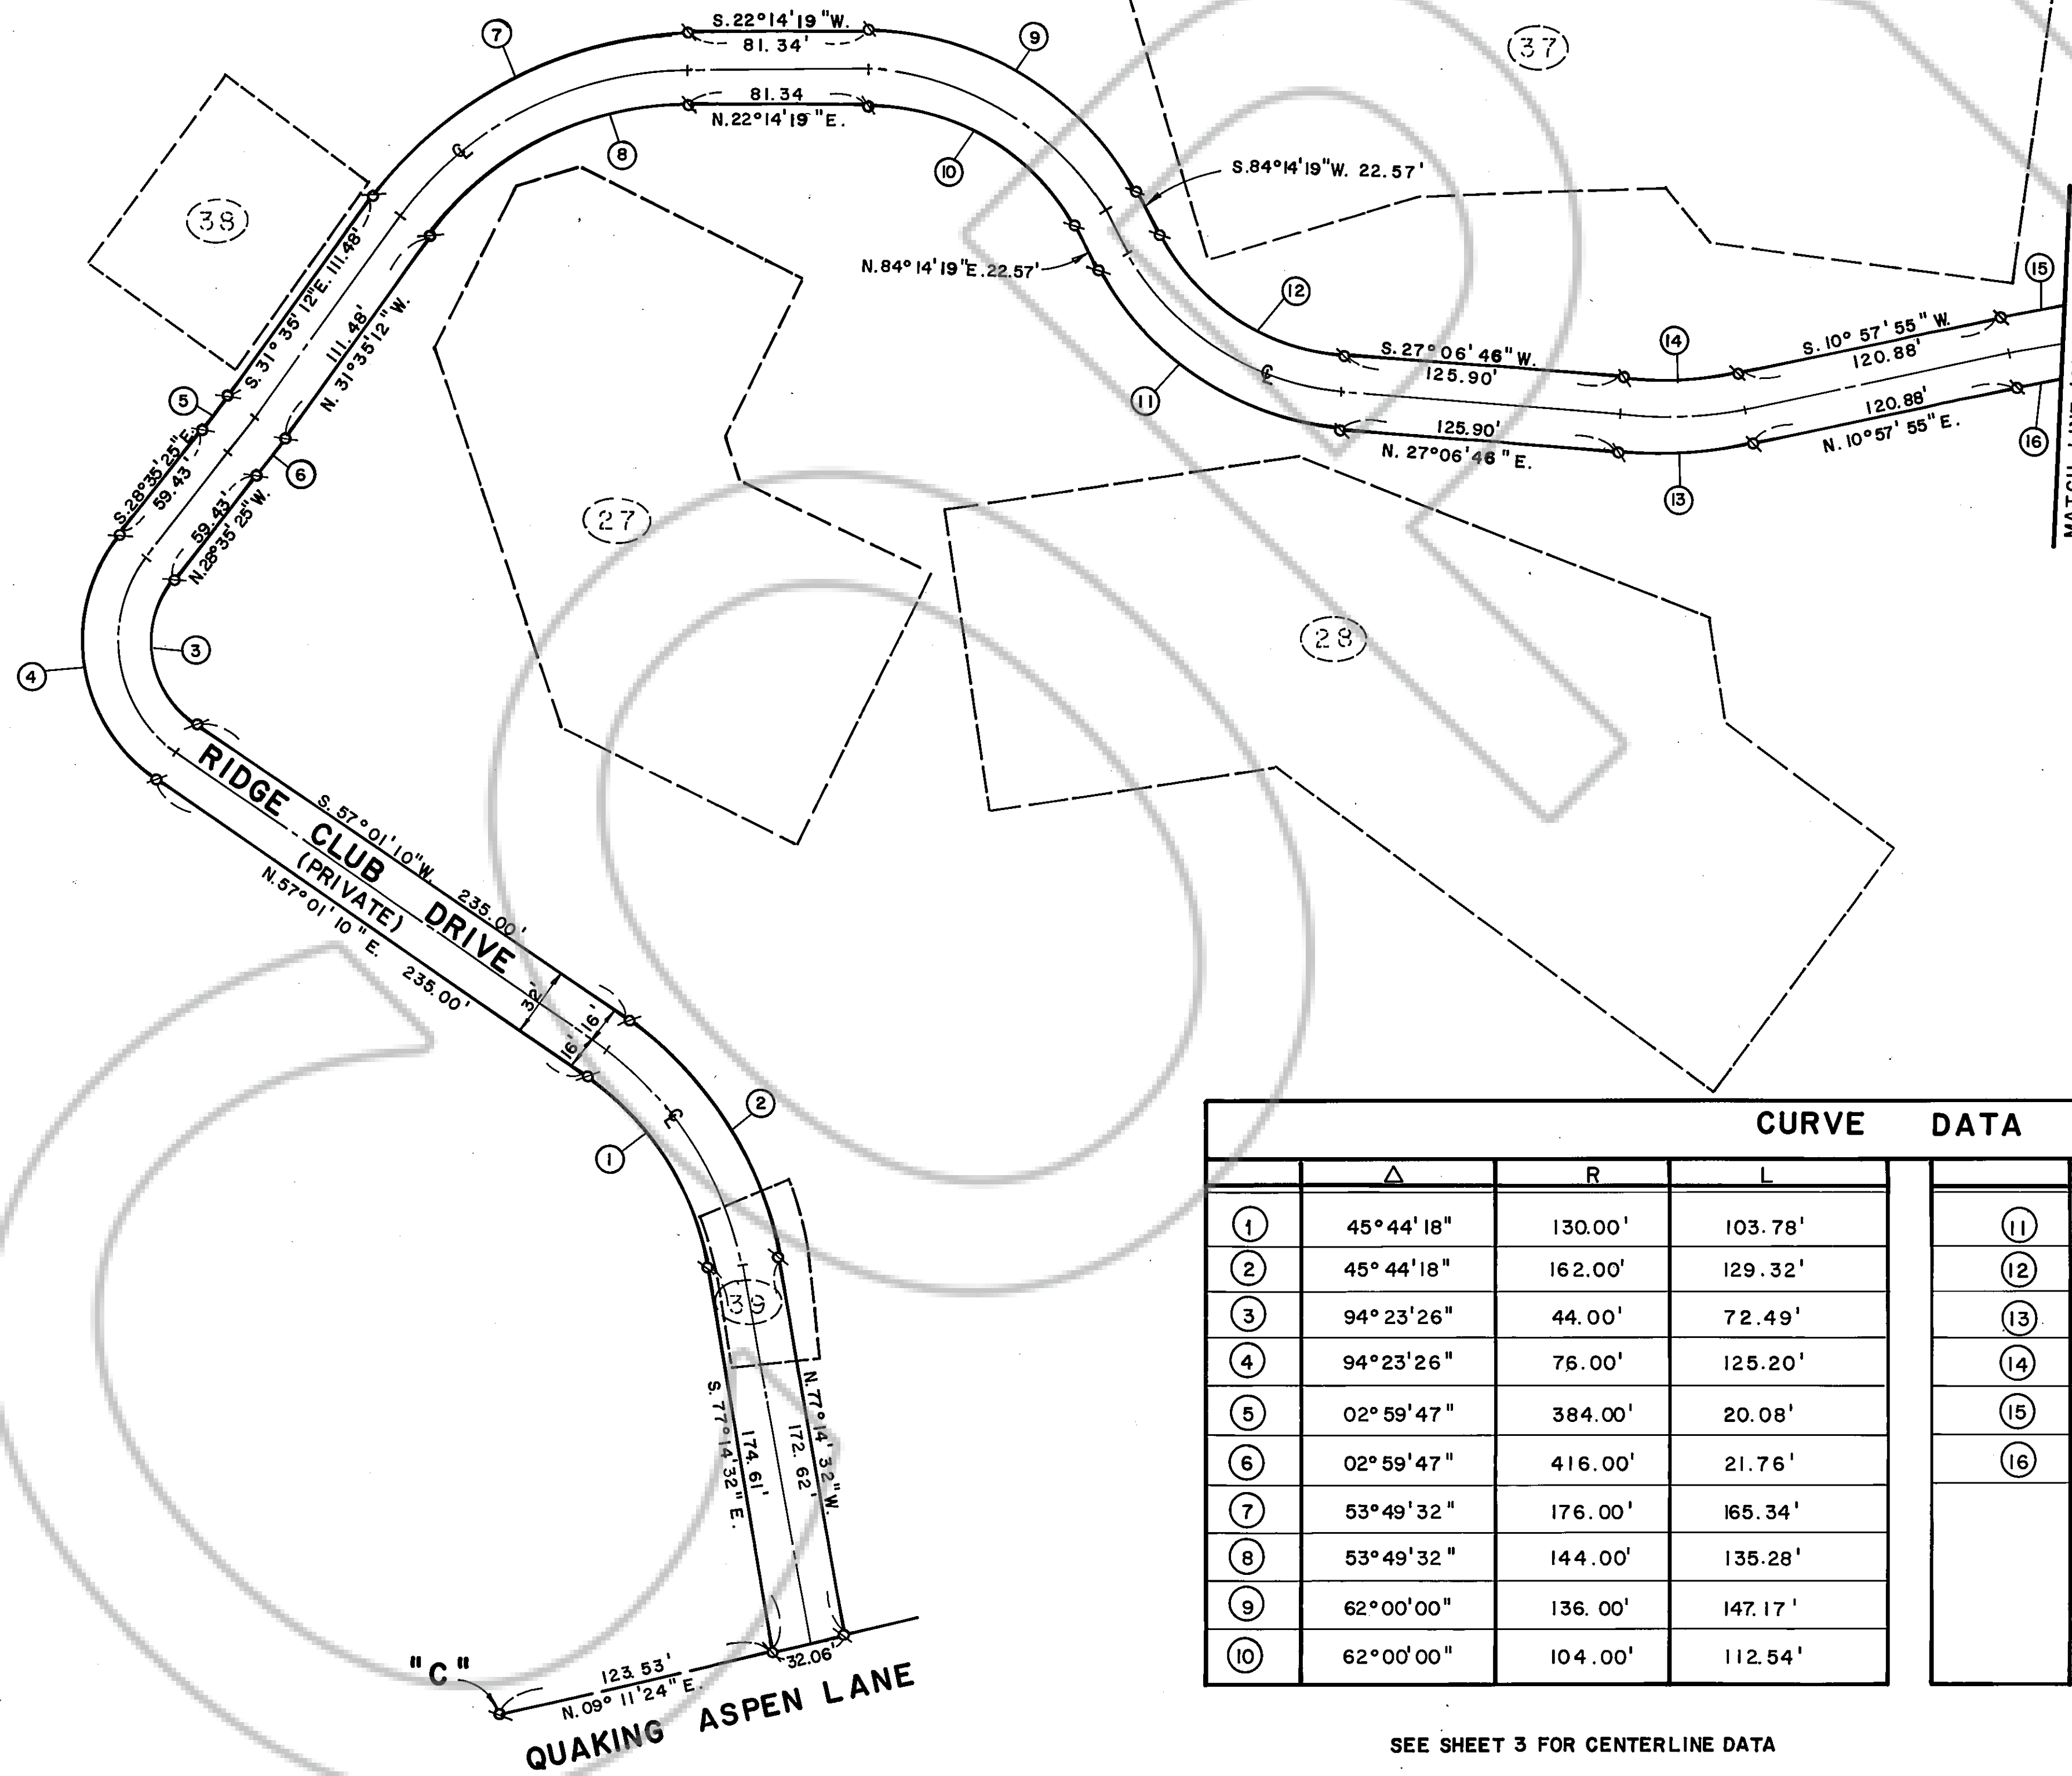 S. 22°14'19"W.
81.34'
81.34
N.22°14'19"E.
7
8
9
10
37
38
S.84°14'19"W. 22.57'
N.84°14'19"E.22.57'
S. 31°35'12"E. 111.48'
111.48'
N. 31°35'12"W.
5
6
S.28°35'25"E.
59.43'
59.43'
N.28°35'25"W.
3
4
27
28
11
12
S. 27°06'46"W.
125.90'
125.90'
N. 27°06'46"E.
13
14
S. 10°57'55"W.
120.88'
120.88'
N. 10°57'55"E.
15
16
RIDGE CLUB DRIVE
(PRIVATE)
S. 57°01'10"W. 235.00'
N.57°01'10"E. 235.00'
32'
16'
16'
1
2
39
S. 77°14'32"E.
174.61'
172.62'
N. 77°14'32"W.
"C"
123.53'
N. 09°11'24"E.
32.06'
QUAKING ASPEN LANE
CURVE DATA
△ R L
1 45°44'18" 130.00' 103.78'
2 45°44'18" 162.00' 129.32'
3 94°23'26" 44.00' 72.49'
4 94°23'26" 76.00' 125.20'
5 02°59'47" 384.00' 20.08'
6 02°59'47" 416.00' 21.76'
7 53°49'32" 176.00' 165.34'
8 53°49'32" 144.00' 135.28'
9 62°00'00" 136.00' 147.17'
10 62°00'00" 104.00' 112.54'
11
12
13
14
15
16
SEE SHEET 3 FOR CENTERLINE DATA